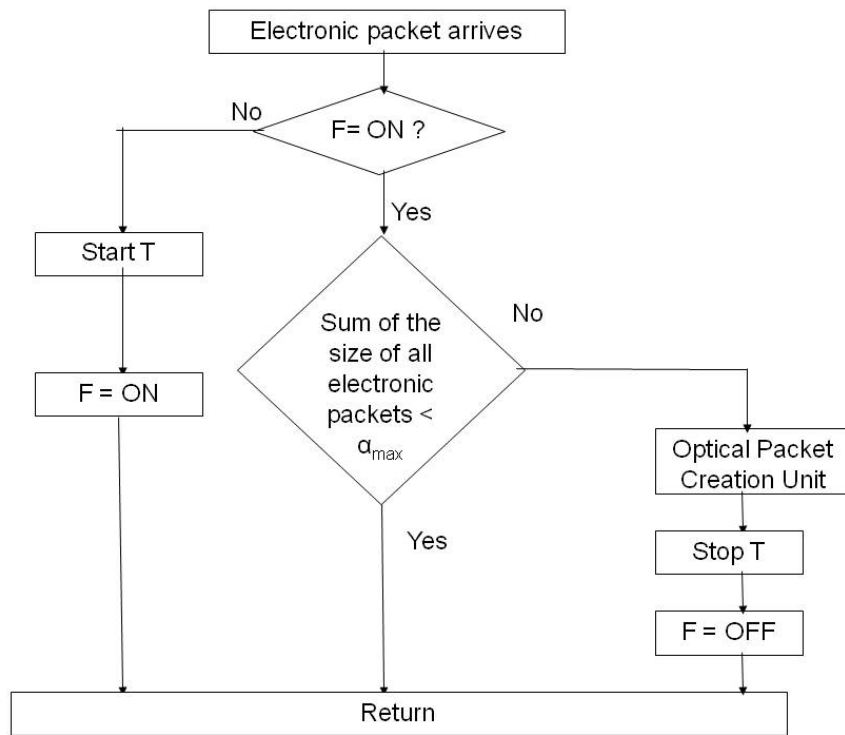 Electronic packet arrives
No
F= ON ?
Yes
Start T
Sum of the
size of all
electronic
packets <
αmax
No
F = ON
Optical Packet
Creation Unit
Yes
Stop T
F = OFF
Return